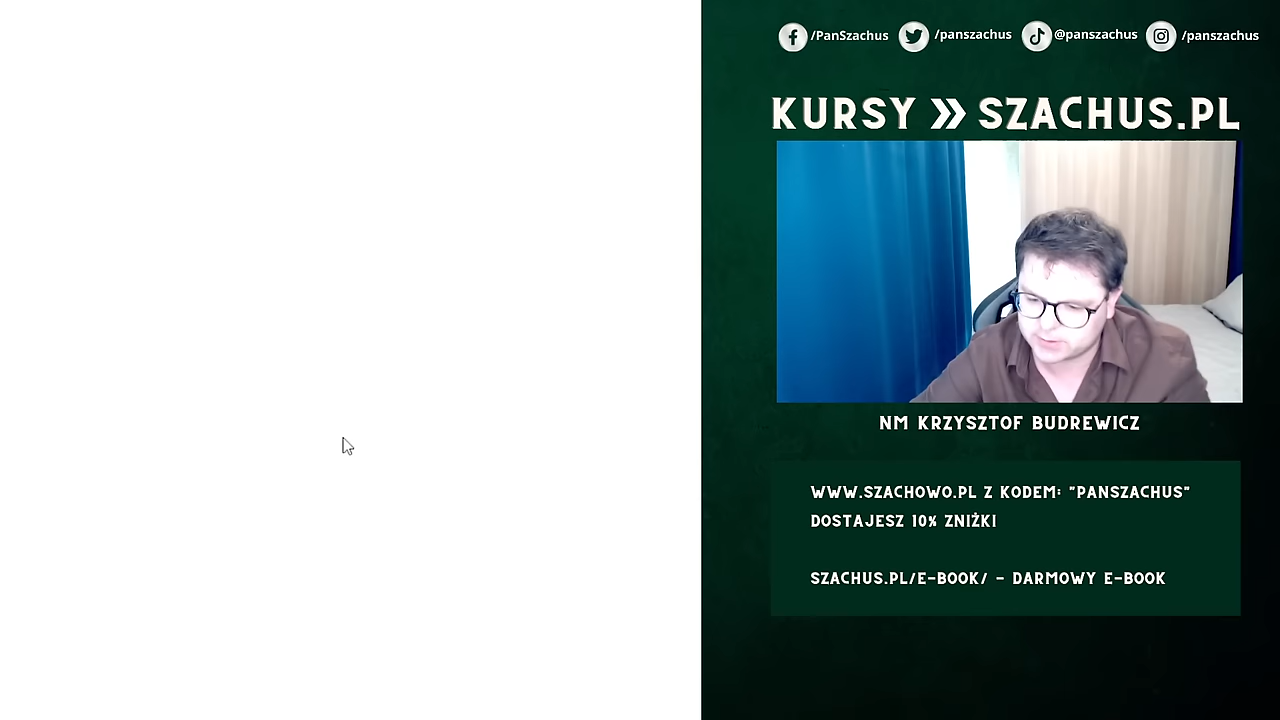 /PanSzachus /panszachus @panszachus /panszachus
KURSY » SZACHUS.PL
NM KRZYSZTOF BUDREWICZ
WWW.SZACHOWO.PL Z KODEM: "PANSZACHUS"
DOSTAJESZ 10% ZNIŻKI
SZACHUS.PL/E-BOOK/ - DARMOWY E-BOOK